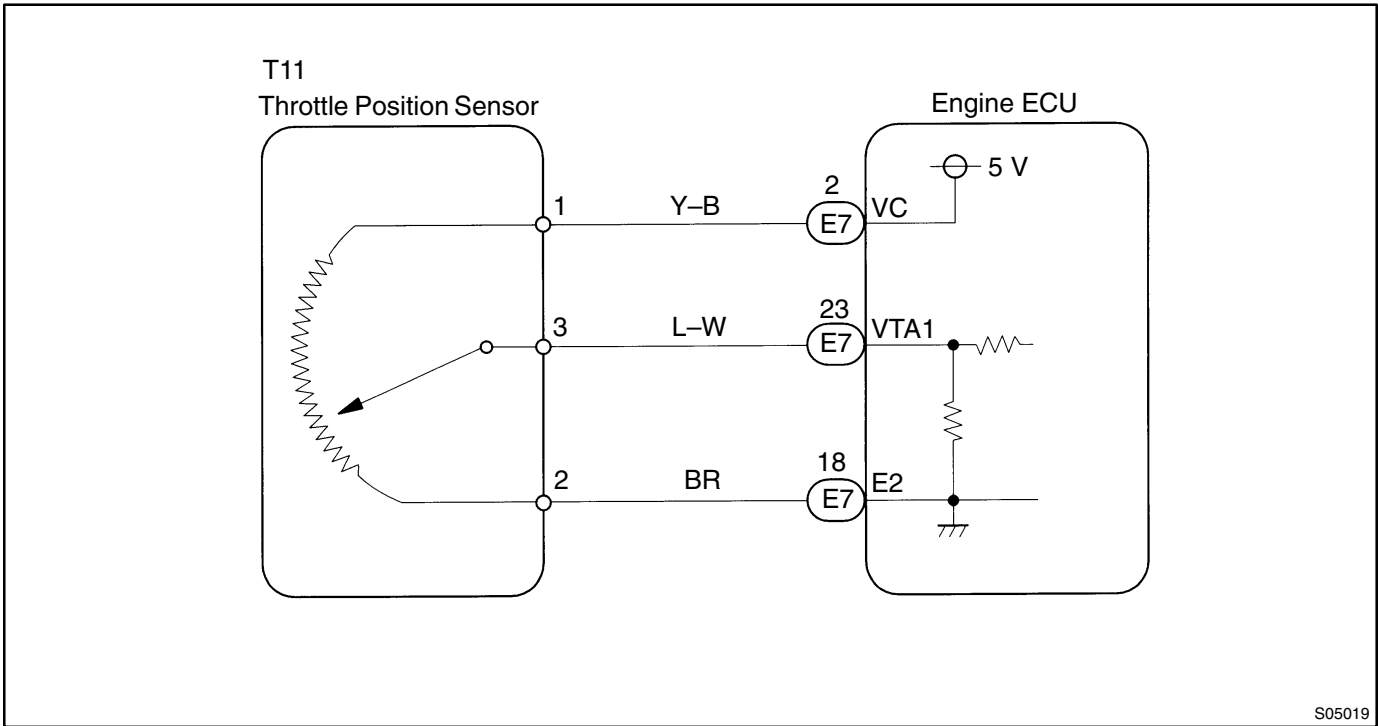 T11
Throttle Position Sensor
Engine ECU
5 V
1
Y–B
2
E7
VC
3
L–W
23
E7
VTA1
2
BR
18
E7
E2
S05019